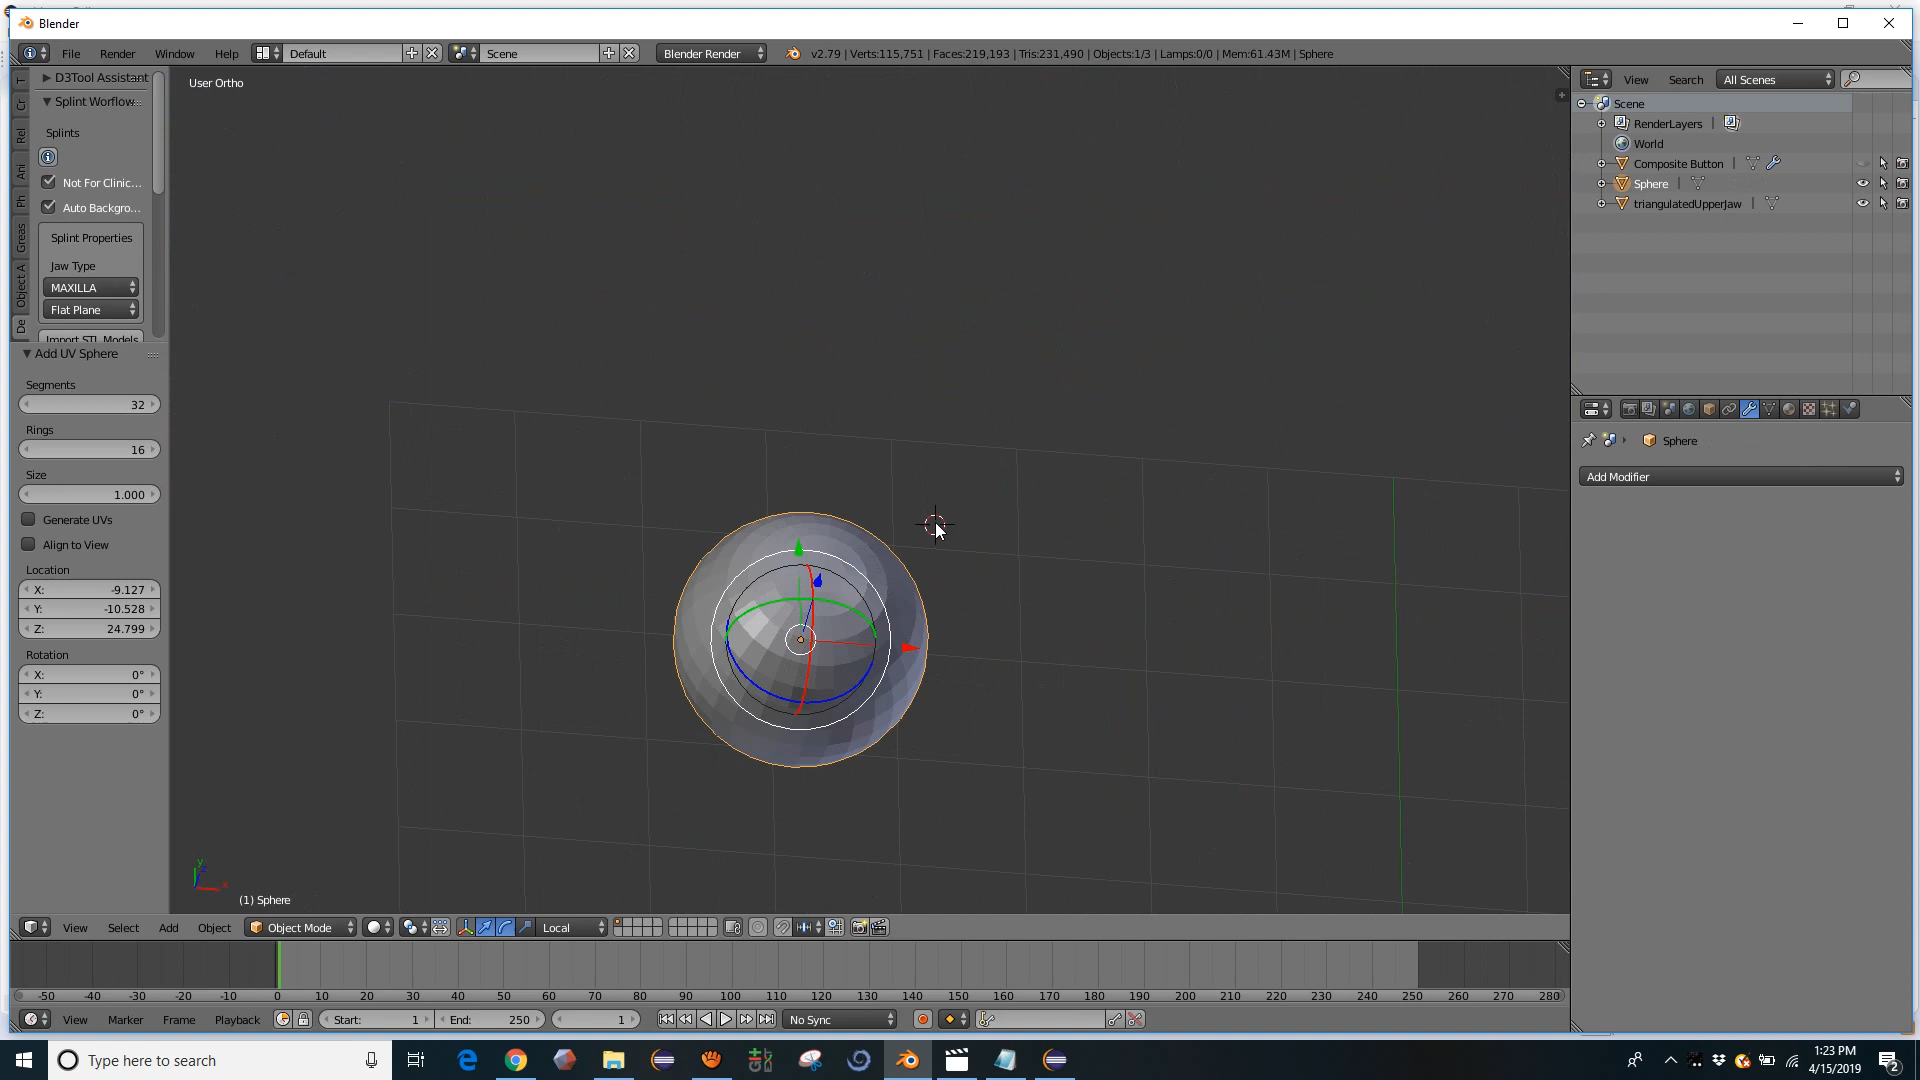 Blender
File Render Window Help Default Scene Blender Render v2.79 | Verts:115,751 | Faces:219,193 | Tris:231,490 | Objects:1/3 | Lamps:0/0 | Mem:61.43M | Sphere
D3Tool Assistant
Splint Worflow
Splints
Not For Clinic...
Auto Backgro...
Splint Properties
Jaw Type
MAXILLA
Flat Plane
Import STL Models
T
Cr
Rel
Ani
Ph
Greas
Object A
De
Add UV Sphere
Segments
32
Rings
16
Size
1.000
Generate UVs
Align to View
Location
X: -9.127
Y: -10.528
Z: 24.799
Rotation
X: 0°
Y: 0°
Z: 0°
User Ortho
y
x
(1) Sphere
View Select Add Object Object Mode Local
View Search All Scenes
Scene
RenderLayers
World
Composite Button
Sphere
triangulatedUpperJaw
Sphere
Add Modifier
-50 -40 -30 -20 -10 0 10 20 30 40 50 60 70 80 90 100 110 120 130 140 150 160 170 180 190 200 210 220 230 240 250 260 270 280
View Marker Frame Playback Start: 1 End: 250 1 No Sync
Type here to search
1:23 PM
4/15/2019
2